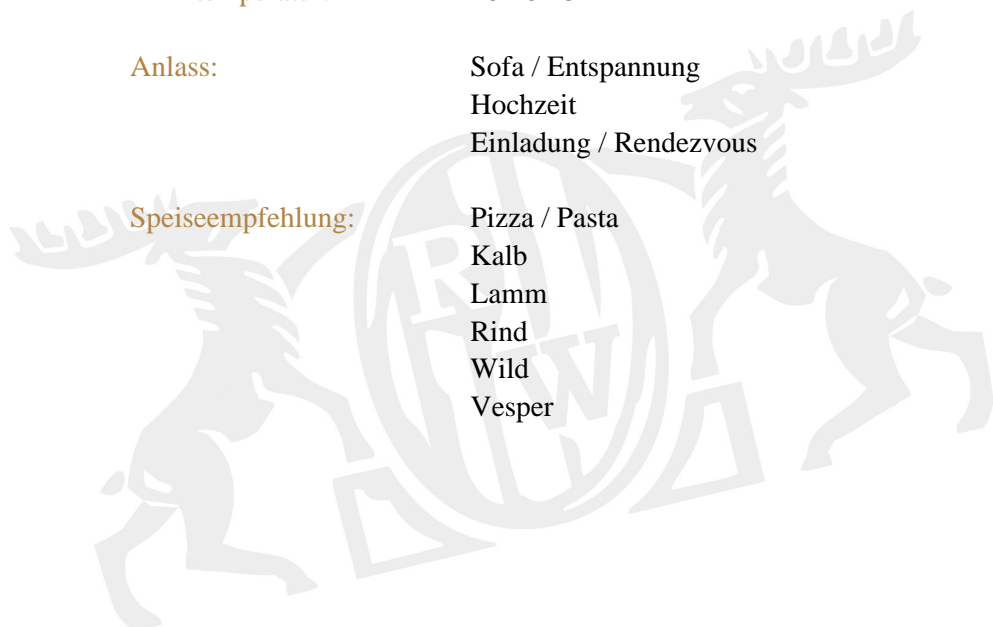 Anlass: Sofa / Entspannung
Hochzeit
Einladung / Rendezvous
Speiseempfehlung: Pizza / Pasta
Kalb
Lamm
Rind
Wild
Vesper
R W